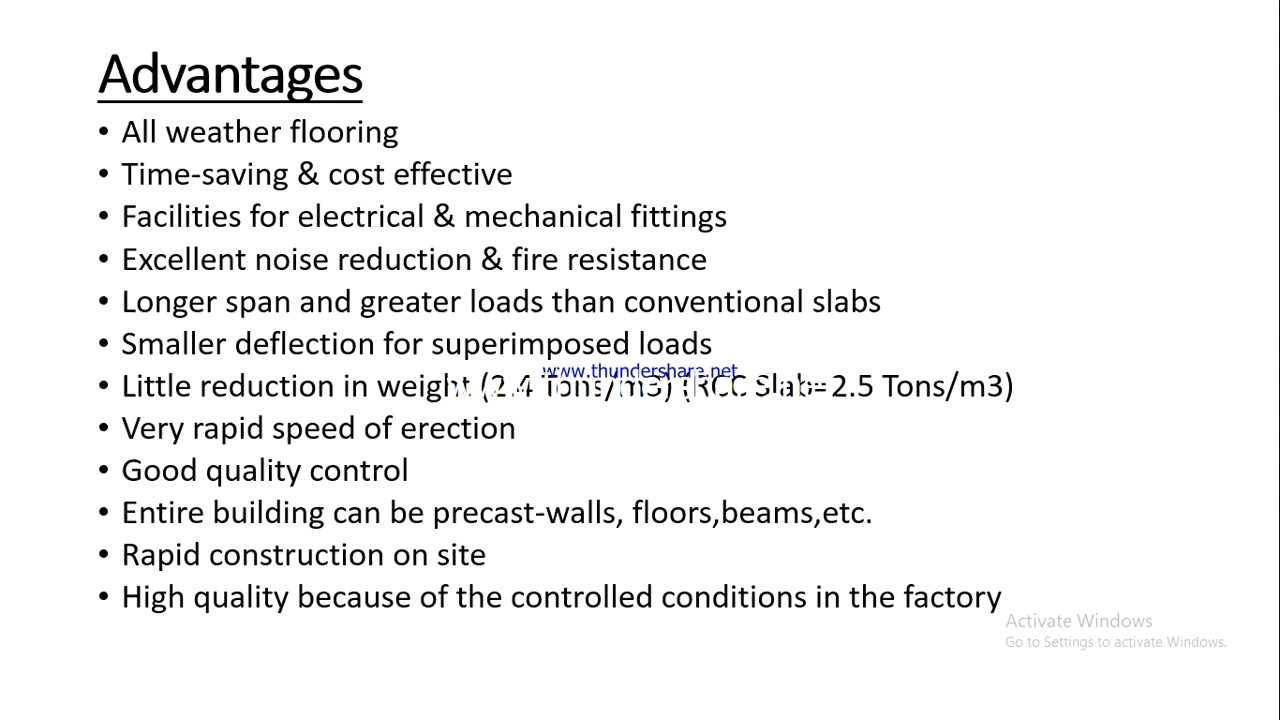 Advantages
• All weather flooring
• Time-saving & cost effective
• Facilities for electrical & mechanical fittings
• Excellent noise reduction & fire resistance
• Longer span and greater loads than conventional slabs
• Smaller deflection for superimposed loads
www.thundershare.net
• Little reduction in weight (2.4 Tons/m3) (RCC Slab=2.5 Tons/m3)
• Very rapid speed of erection
• Good quality control
• Entire building can be precast-walls, floors,beams,etc.
• Rapid construction on site
• High quality because of the controlled conditions in the factory
Activate Windows
Go to Settings to activate Windows.